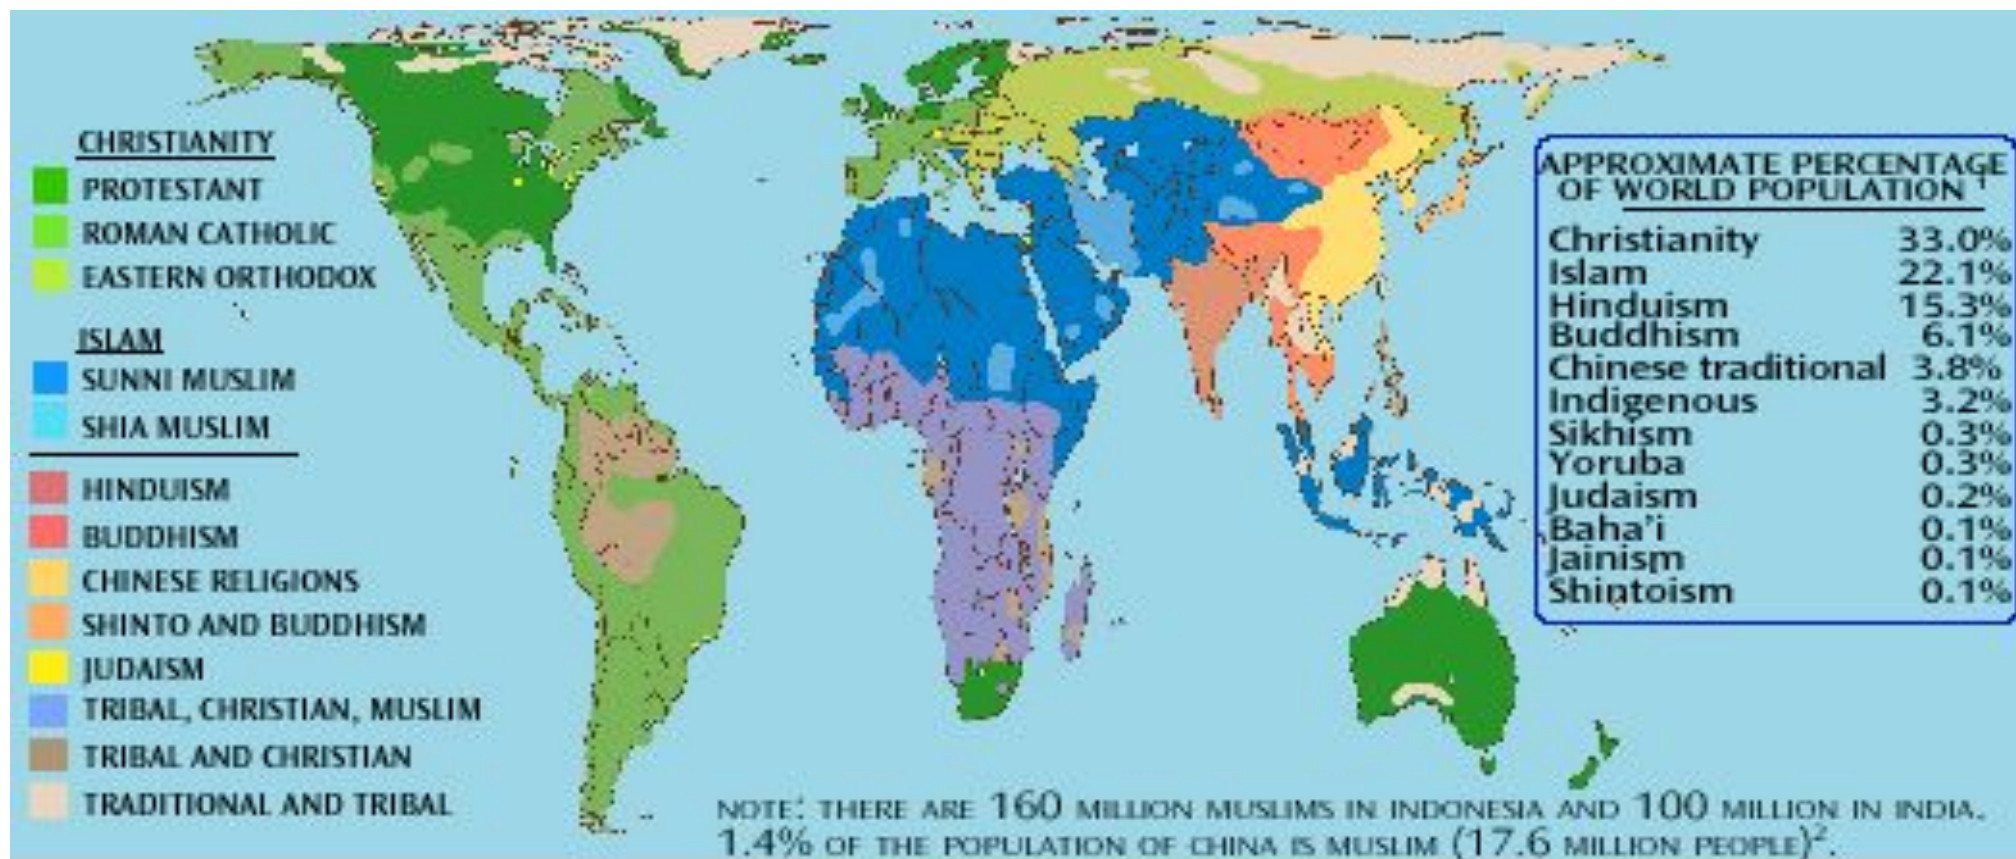 CHRISTIANITY
PROTESTANT
ROMAN CATHOLIC
EASTERN ORTHODOX
ISLAM
SUNNI MUSLIM
SHIA MUSLIM
HINDUISM
BUDDHISM
CHINESE RELIGIONS
SHINTO AND BUDDHISM
JUDAISM
TRIBAL, CHRISTIAN, MUSLIM
TRIBAL AND CHRISTIAN
TRADITIONAL AND TRIBAL
APPROXIMATE PERCENTAGE
OF WORLD POPULATION 1
Christianity 33.0%
Islam 22.1%
Hinduism 15.3%
Buddhism 6.1%
Chinese traditional 3.8%
Indigenous 3.2%
Sikhism 0.3%
Yoruba 0.3%
Judaism 0.2%
Baha'i 0.1%
Jainism 0.1%
Shintoism 0.1%
NOTE: THERE ARE 160 MILLION MUSLIMS IN INDONESIA AND 100 MILLION IN INDIA.
1.4% OF THE POPULATION OF CHINA IS MUSLIM (17.6 MILLION PEOPLE)2.